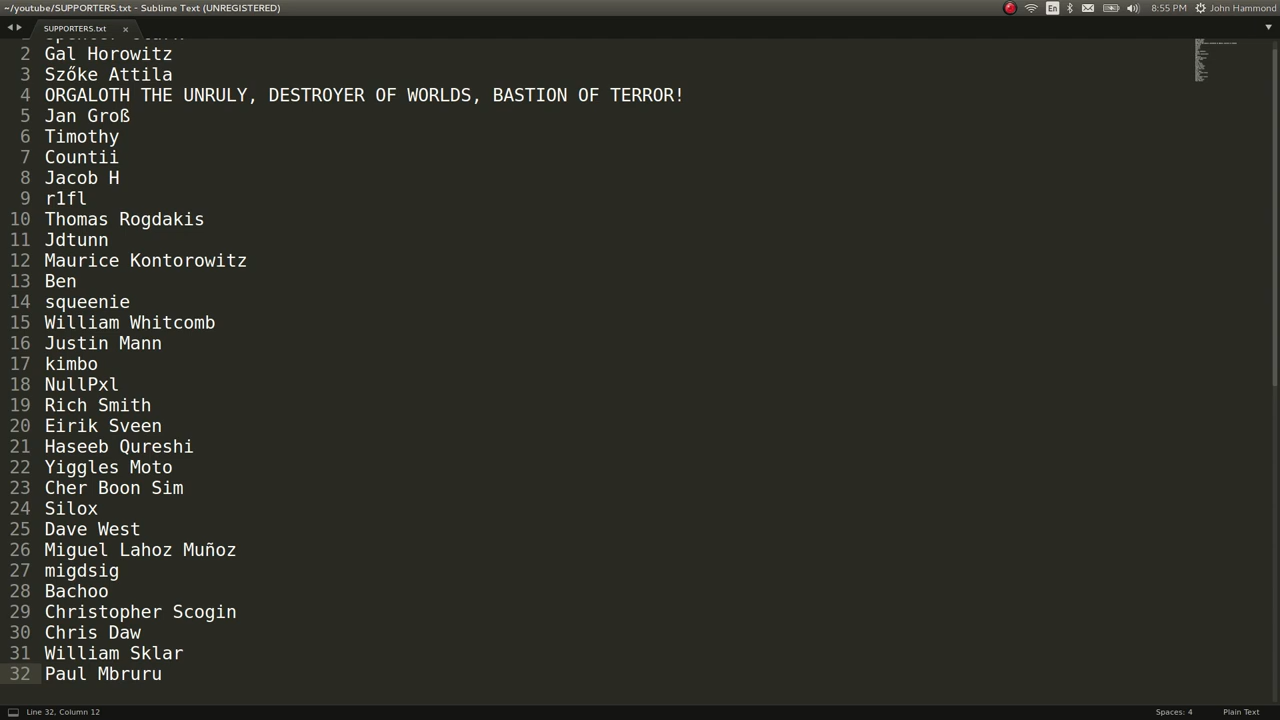 ~/youtube/SUPPORTERS.txt - Sublime Text (UNREGISTERED) En 8:55 PM John Hammond
SUPPORTERS.txt ×
2 Gal Horowitz
3 Szőke Attila
4 ORGALOTH THE UNRULY, DESTROYER OF WORLDS, BASTION OF TERROR!
5 Jan Groß
6 Timothy
7 Countii
8 Jacob H
9 r1fl
10 Thomas Rogdakis
11 Jdtunn
12 Maurice Kontorowitz
13 Ben
14 squeenie
15 William Whitcomb
16 Justin Mann
17 kimbo
18 NullPxl
19 Rich Smith
20 Eirik Sveen
21 Haseeb Qureshi
22 Yiggles Moto
23 Cher Boon Sim
24 Silox
25 Dave West
26 Miguel Lahoz Muñoz
27 migdsig
28 Bachoo
29 Christopher Scogin
30 Chris Daw
31 William Sklar
32 Paul Mbruru
Line 32, Column 12 Spaces: 4 Plain Text